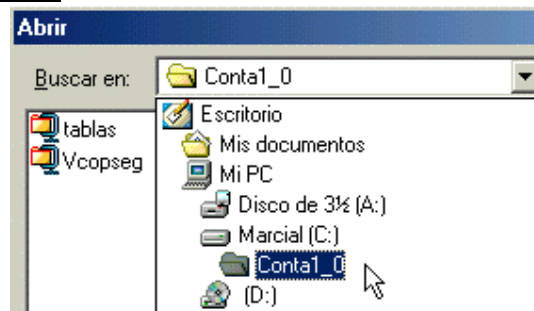 Abrir
Buscar en: Conta1_0
tablas
Vcopseg
Escritorio
Mis documentos
Mi PC
Disco de 3½ (A:)
Marcial (C:)
Conta1_0
(D:)